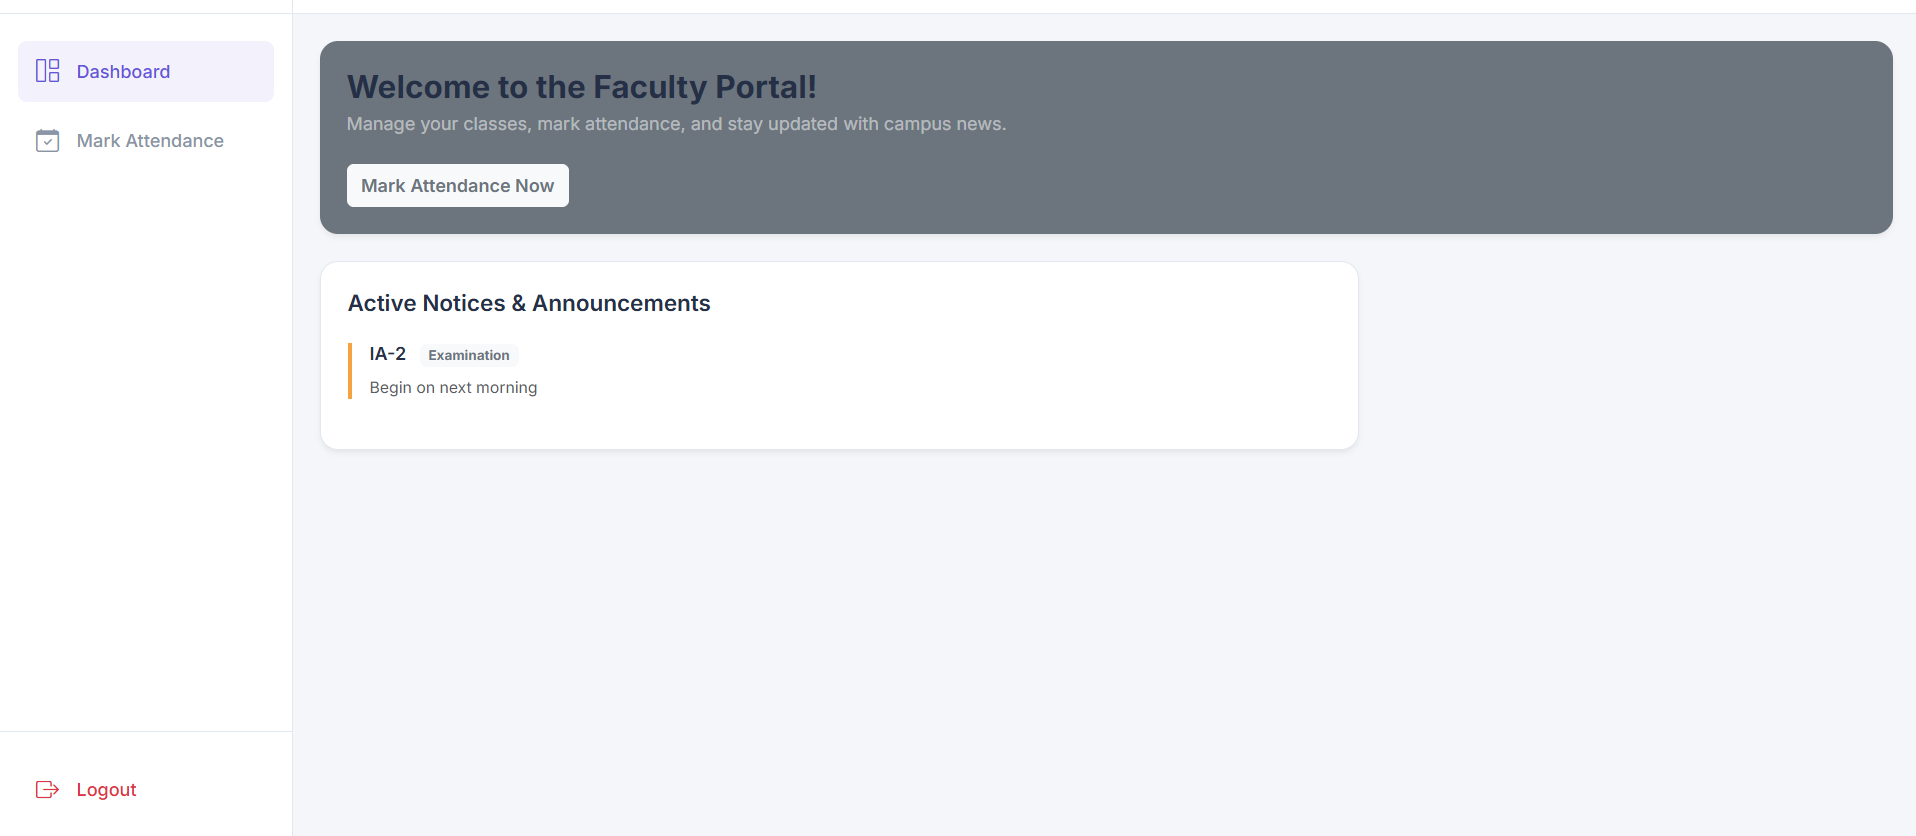 Dashboard
Mark Attendance
Logout
Welcome to the Faculty Portal!
Manage your classes, mark attendance, and stay updated with campus news.
Mark Attendance Now
Active Notices & Announcements
IA-2 Examination
Begin on next morning